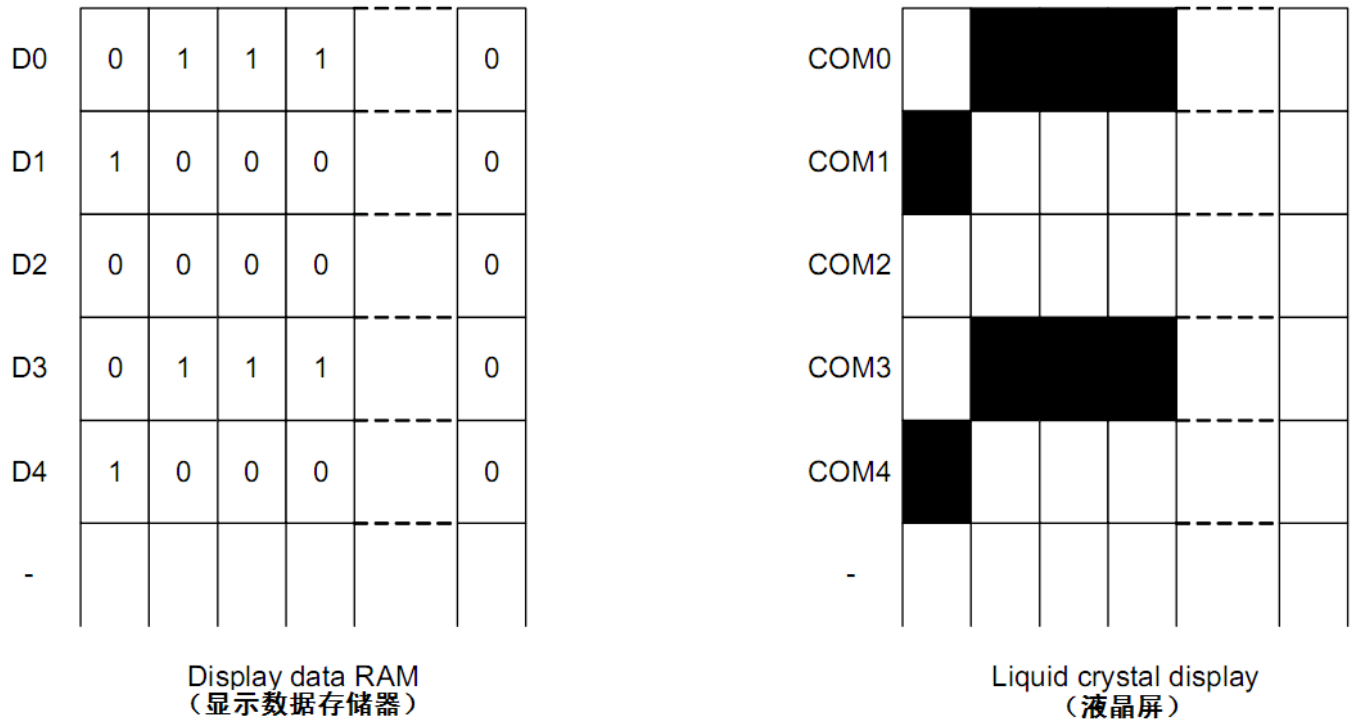 D0 0 1 1 1 0 COM0
D1 1 0 0 0 0 COM1
D2 0 0 0 0 0 COM2
D3 0 1 1 1 0 COM3
D4 1 0 0 0 0 COM4
- -
Display data RAM Liquid crystal display
（显示数据存储器） （液晶屏）